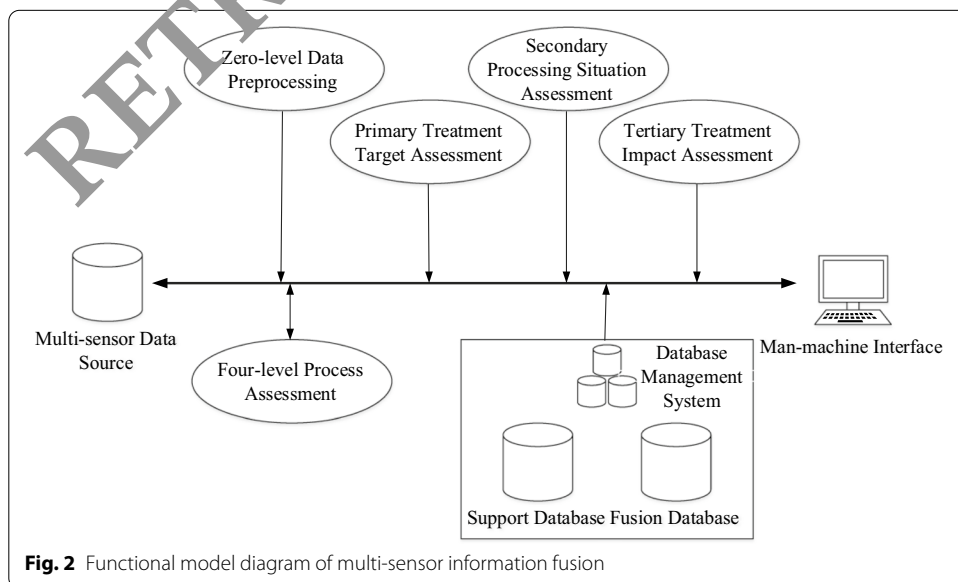 RETR
Zero-level Data
Preprocessing
Secondary
Processing Situation
Assessment
Primary Treatment
Target Assessment
Tertiary Treatment
Impact Assessment
Multi-sensor Data
Source
Man-machine Interface
Four-level Process
Assessment
Database
Management
System
Support Database Fusion Database
Fig. 2 Functional model diagram of multi-sensor information fusion